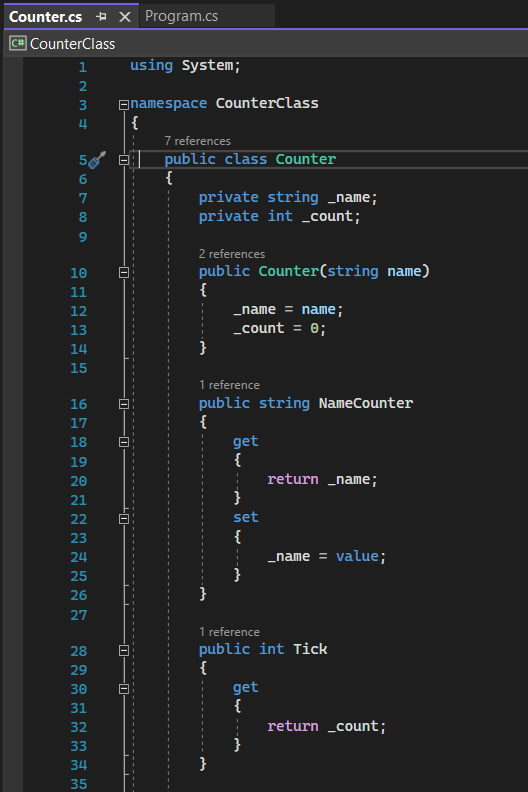 Counter.cs Program.cs
C# CounterClass
1 using System;
2
3 namespace CounterClass
4 {
7 references
5 public class Counter
6 {
7 private string _name;
8 private int _count;
9
2 references
10 public Counter(string name)
11 {
12 _name = name;
13 _count = 0;
14 }
15
1 reference
16 public string NameCounter
17 {
18 get
19 {
20 return _name;
21 }
22 set
23 {
24 _name = value;
25 }
26 }
27
1 reference
28 public int Tick
29 {
30 get
31 {
32 return _count;
33 }
34 }
35